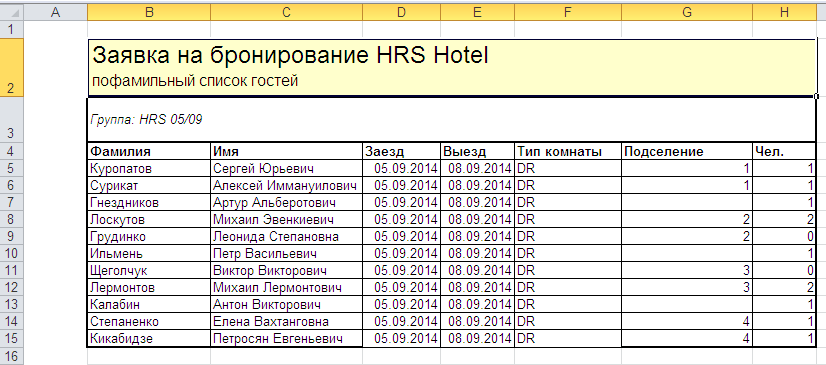 A B C D E F G H
1
2 Заявка на бронирование HRS Hotel
пофамильный список гостей
3 Группа: HRS 05/09
4 Фамилия Имя Заезд Выезд Тип комнаты Подселение Чел.
5 Куропатов Сергей Юрьевич 05.09.2014 08.09.2014 DR 1 1
6 Сурикат Алексей Иммануилович 05.09.2014 08.09.2014 DR 1 1
7 Гнездников Артур Альберотович 05.09.2014 08.09.2014 DR 1
8 Лоскутов Михаил Эвенкиевич 05.09.2014 08.09.2014 DR 2 2
9 Грудинко Леонида Степановна 05.09.2014 08.09.2014 DR 2 0
10 Ильмень Петр Васильевич 05.09.2014 08.09.2014 DR 1
11 Щеголчук Виктор Викторович 05.09.2014 08.09.2014 DR 3 0
12 Лермонтов Михаил Лермонтович 05.09.2014 08.09.2014 DR 3 2
13 Калабин Антон Викторович 05.09.2014 08.09.2014 DR 1
14 Степаненко Елена Вахтанговна 05.09.2014 08.09.2014 DR 4 1
15 Кикабидзе Петросян Евгеньевич 05.09.2014 08.09.2014 DR 4 1
16